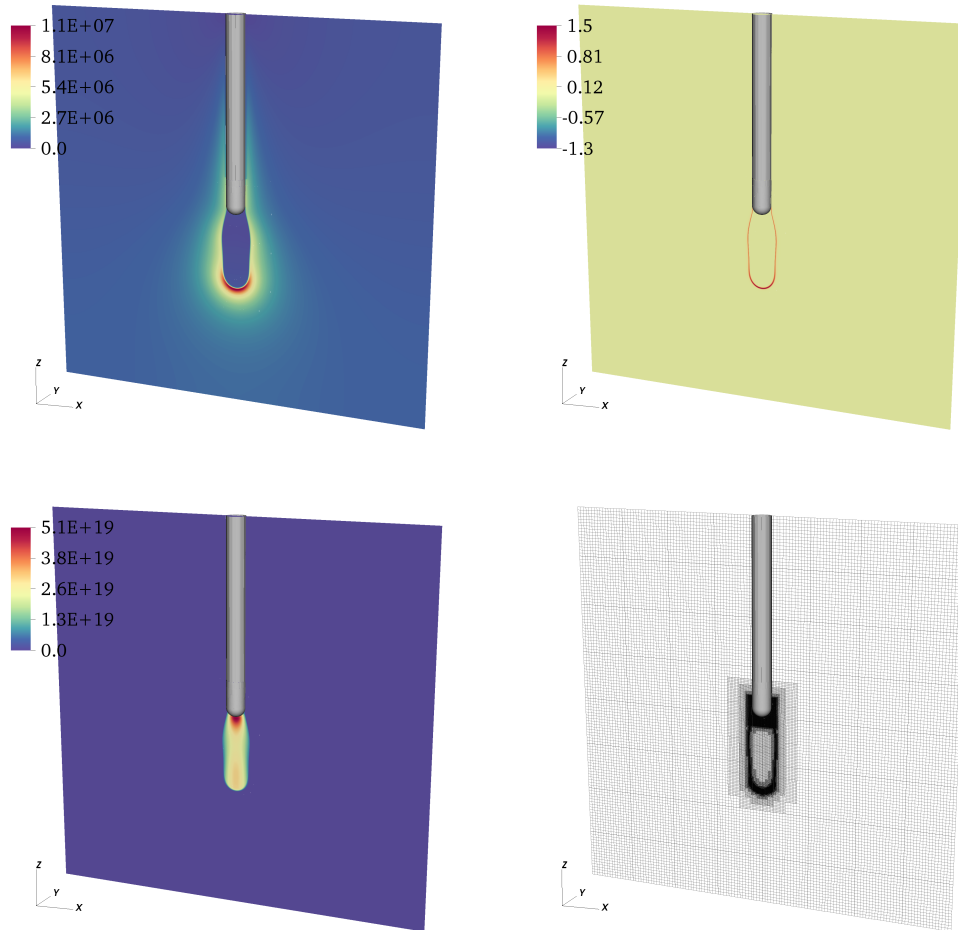 1.1E+07
8.1E+06
5.4E+06
2.7E+06
0.0
Z
Y
X
1.5
0.81
0.12
-0.57
-1.3
Z
Y
X
5.1E+19
3.8E+19
2.6E+19
1.3E+19
0.0
Z
Y
X
Z
Y
X